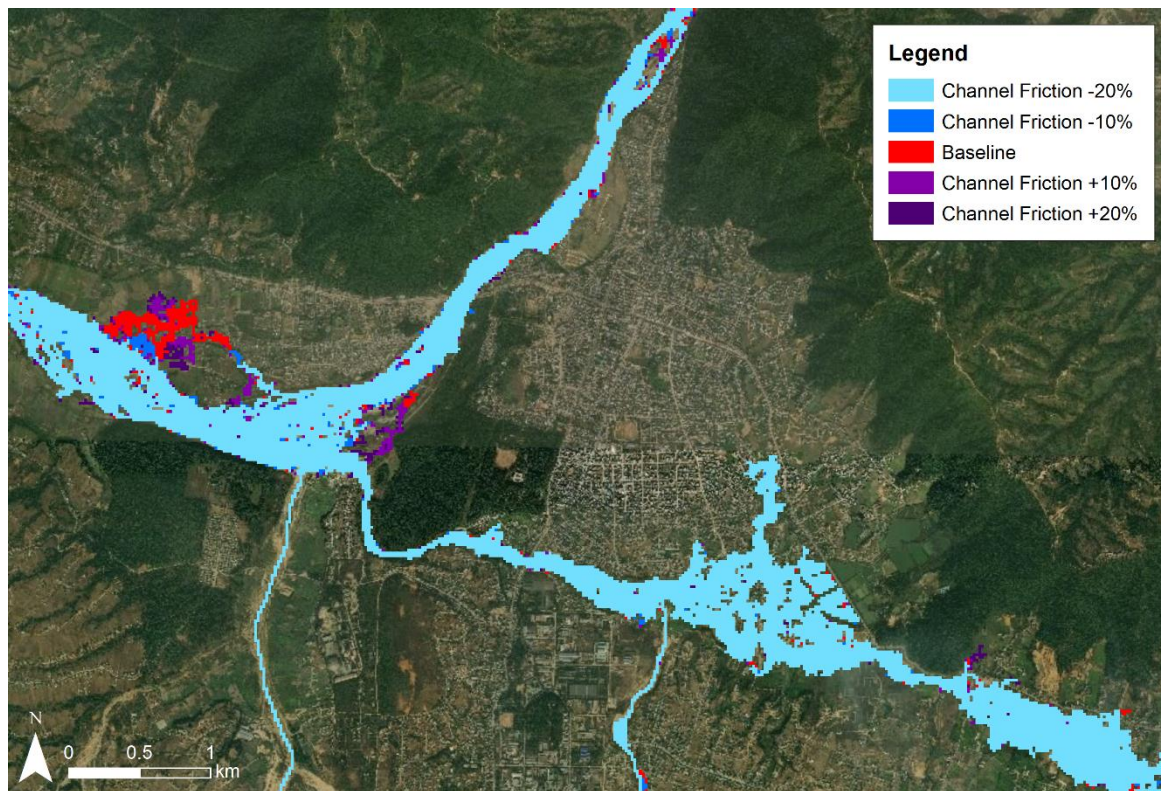 Legend
Channel Friction -20%
Channel Friction -10%
Baseline
Channel Friction +10%
Channel Friction +20%
N
0 0.5 1
km